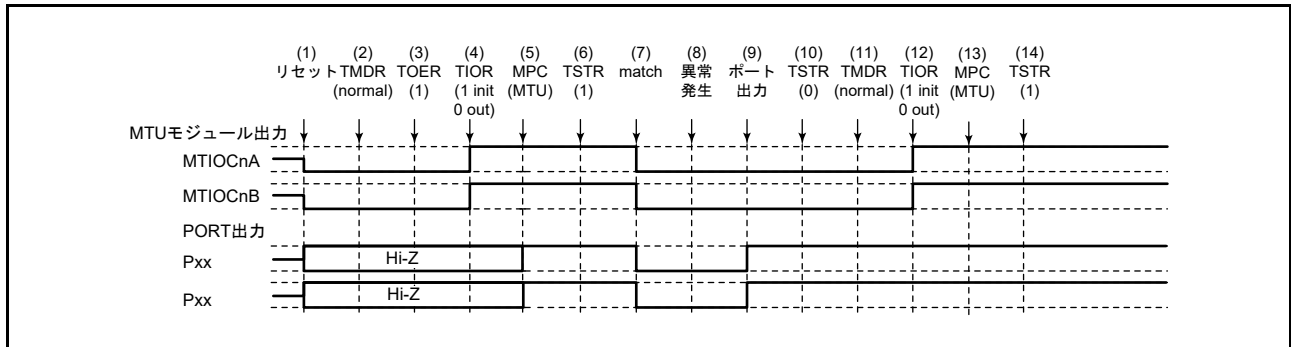 (1) (2) (3) (4) (5) (6) (7) (8) (9) (10) (11) (12) (13) (14)
リセット TMDR TOER TIOR MPC TSTR match 異常 ポート TSTR TMDR TIOR MPC TSTR
(normal) (1) (1 init (MTU) (1) 発生 出力 (0) (normal) (1 init (MTU) (1)
0 out) 0 out)
MTUモジュール出力
MTIOCnA
MTIOCnB
PORT出力
Pxx Hi-Z
Pxx Hi-Z